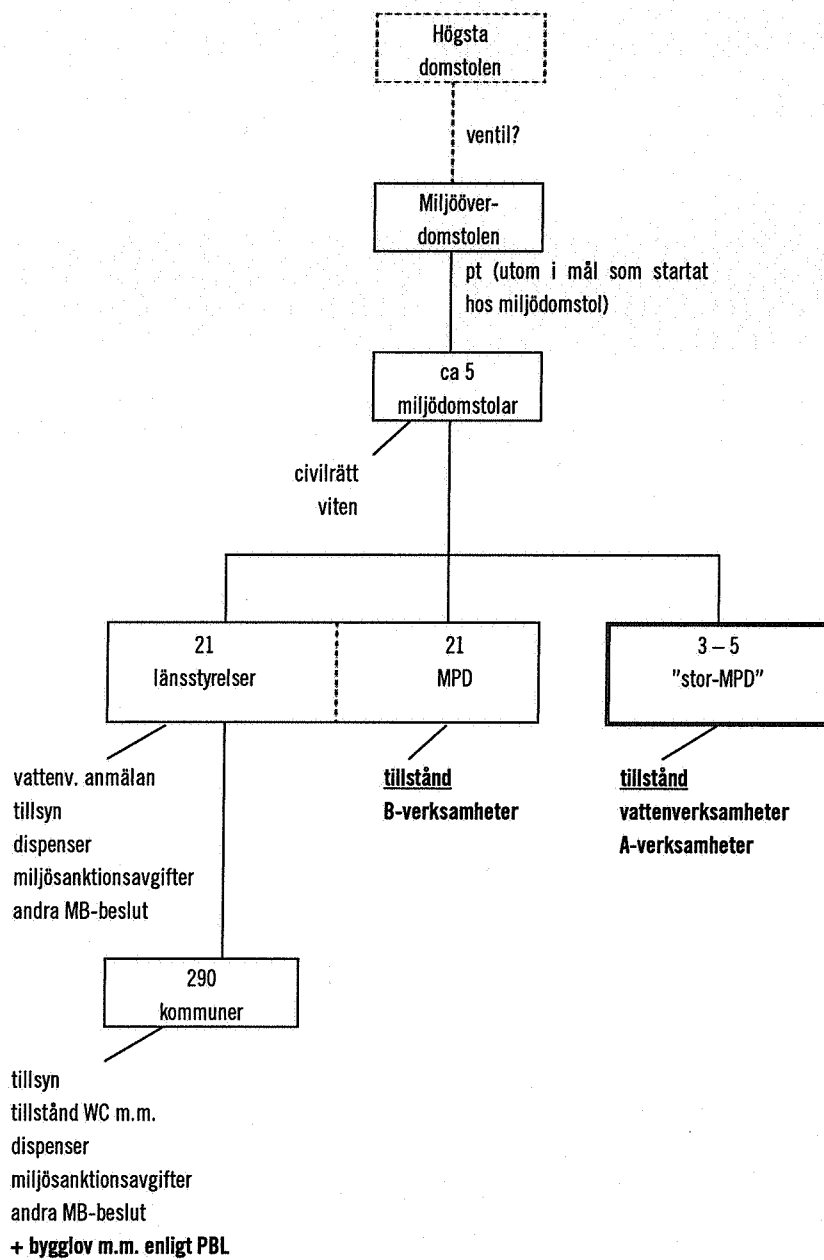 Högsta
domstolen
ventil?
Miljööver-
domstolen
pt (utom i mål som startat
hos miljödomstol)
ca 5
miljödomstolar
civilrätt
viten
21
länsstyrelser
21
MPD
3 – 5
"stor-MPD"
vattenv. anmälan
tillsyn
dispenser
miljösanktionsavgifter
andra MB-beslut
tillstånd
B-verksamheter
tillstånd
vattenverksamheter
A-verksamheter
290
kommuner
tillsyn
tillstånd WC m.m.
dispenser
miljösanktionsavgifter
andra MB-beslut
+ bygglov m.m. enligt PBL